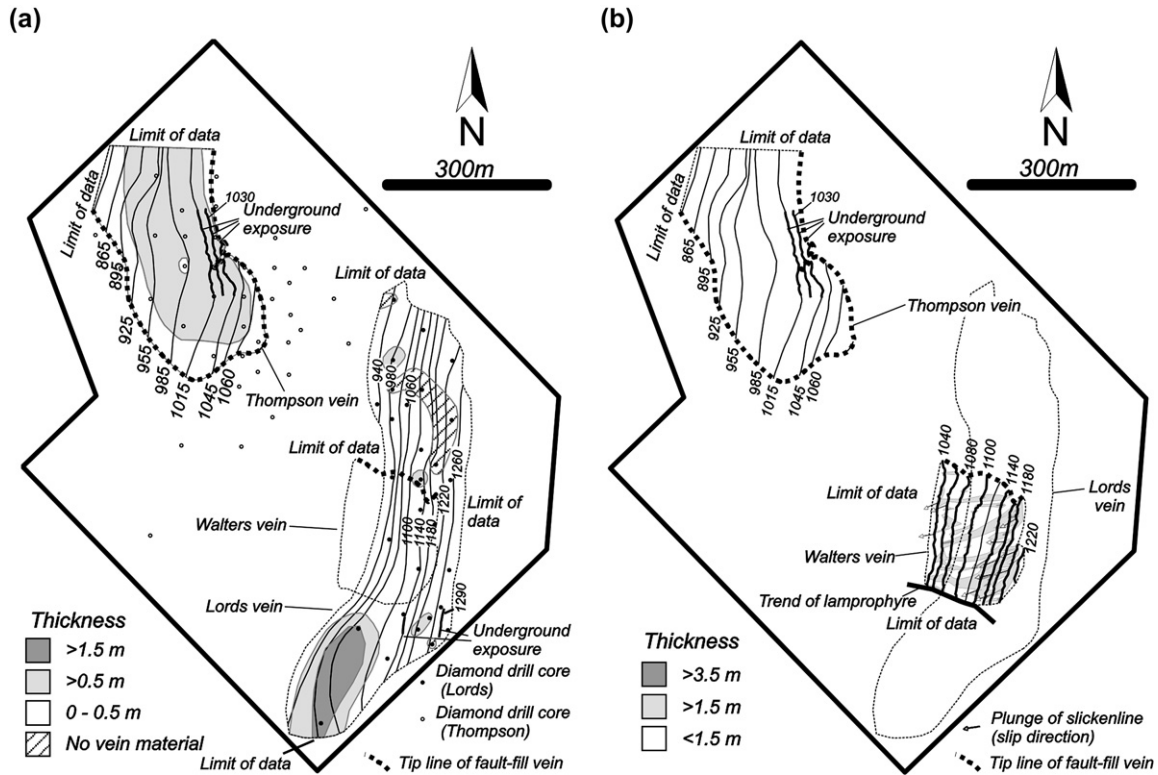 (a)
N
300m
Limit of data
Limit of data
1030
Underground
exposure
865
895
925
955
985
1015
1045
1060
Thompson vein
Limit of data
940
980
1060
Limit of data
1260
1220
Limit of
data
Walters vein
1100
1140
1180
Lords vein
1290
Underground
exposure
Thickness
>1.5 m
>0.5 m
0 - 0.5 m
No vein material
Diamond drill core
(Lords)
Diamond drill core
(Thompson)
Limit of data
Tip line of fault-fill vein
(b)
N
300m
Limit of data
Limit of data
1030
Underground
exposure
865
895
925
955
985
1015
1045
1060
Thompson vein
1040
1080
1100
1140
1180
Limit of data
Lords
vein
1220
Walters vein
Trend of lamprophyre
Limit of data
Thickness
>3.5 m
>1.5 m
<1.5 m
Plunge of slickenline
(slip direction)
Tip line of fault-fill vein